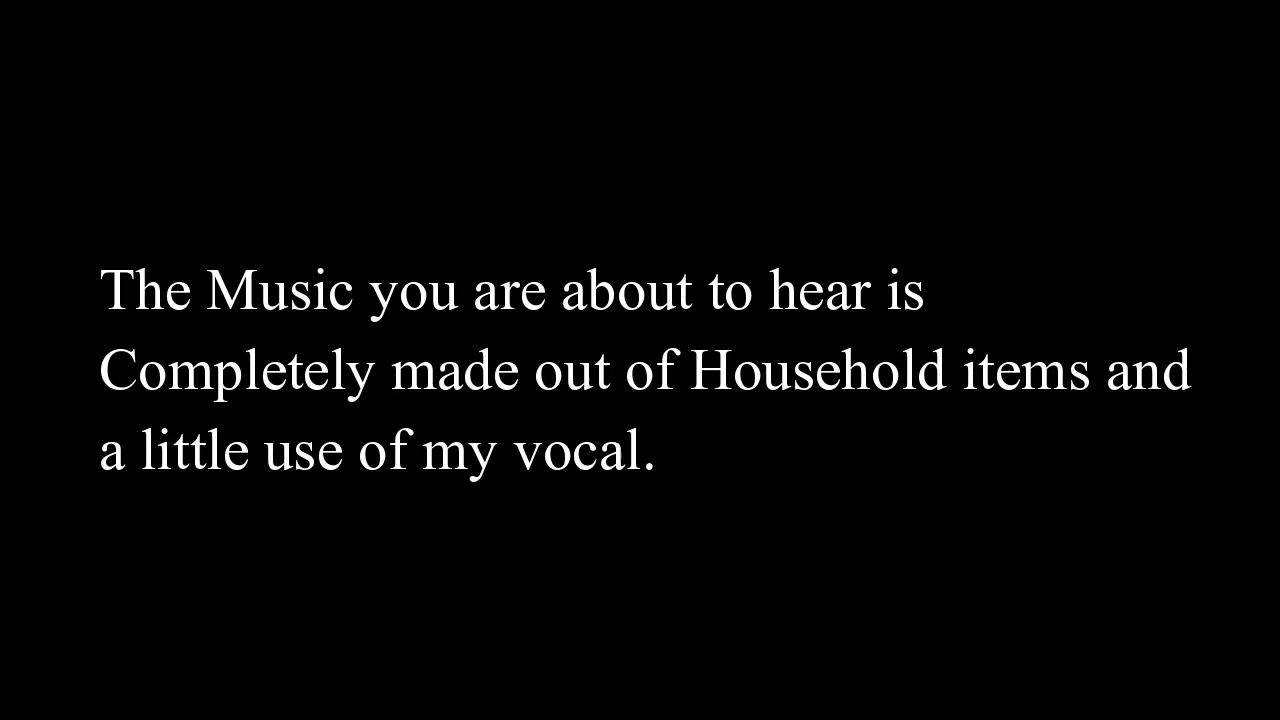 The Music you are about to hear is
Completely made out of Household items and
a little use of my vocal.